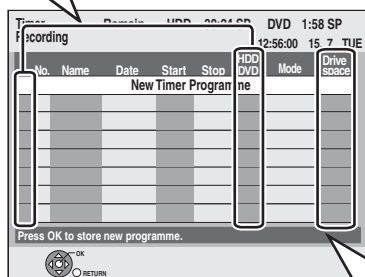 Timer Remain HDD 30:24 SP DVD 1:58 SP
Recording 12:56:00 15. 7. TUE
No. Name Date Start Stop HDD DVD Mode Drive space
New Timer Programme
Press OK to store new programme.
OK
RETURN